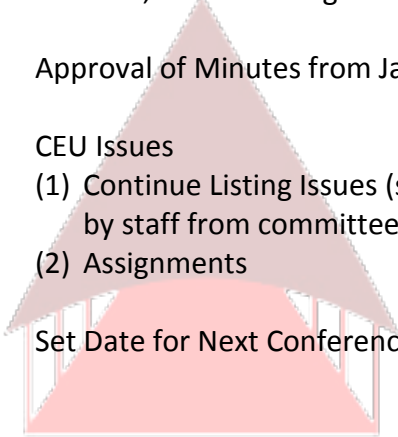 Approval of Minutes from Ja
CEU Issues
(1) Continue Listing Issues (s
by staff from committee
(2) Assignments
Set Date for Next Conferenc